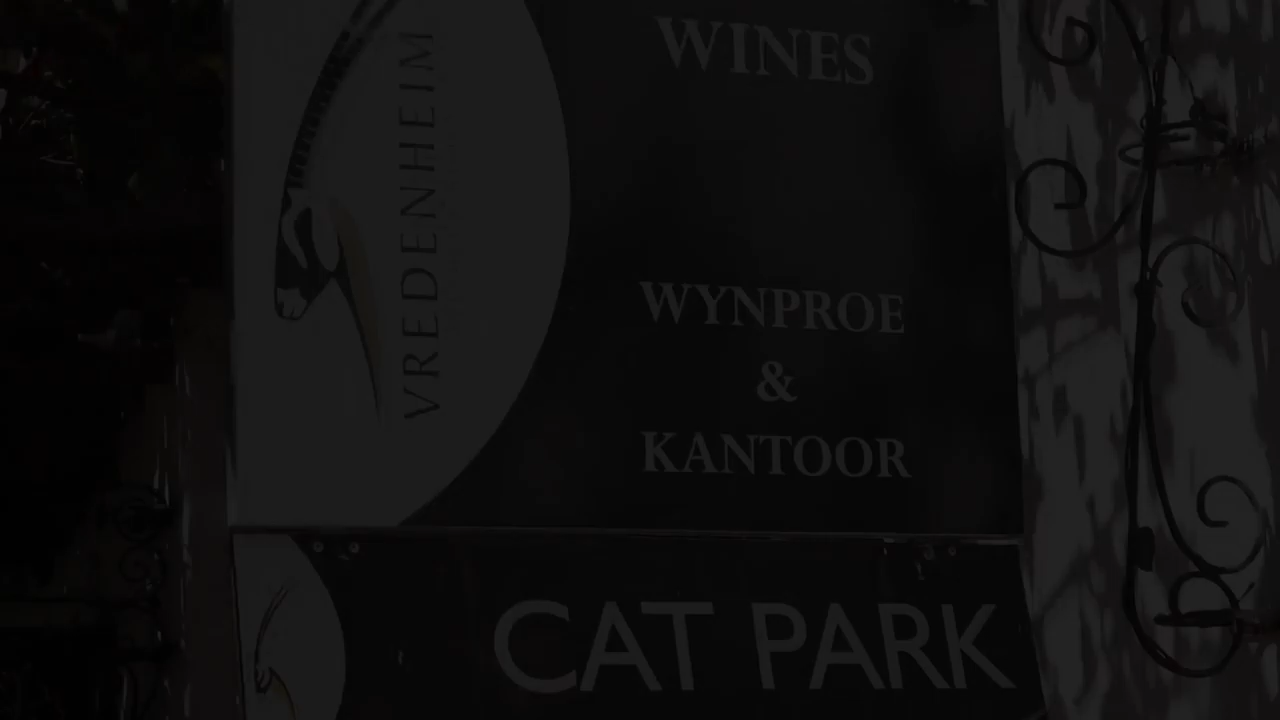 VREDENHEIM
WINES
WYNPROE
&
KANTOOR
CAT PARK